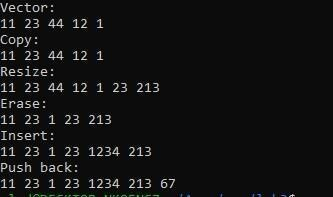 Vector:
11 23 44 12 1
Copy:
11 23 44 12 1
Resize:
11 23 44 12 1 23 213
Erase:
11 23 1 23 213
Insert:
11 23 1 23 1234 213
Push back:
11 23 1 23 1234 213 67